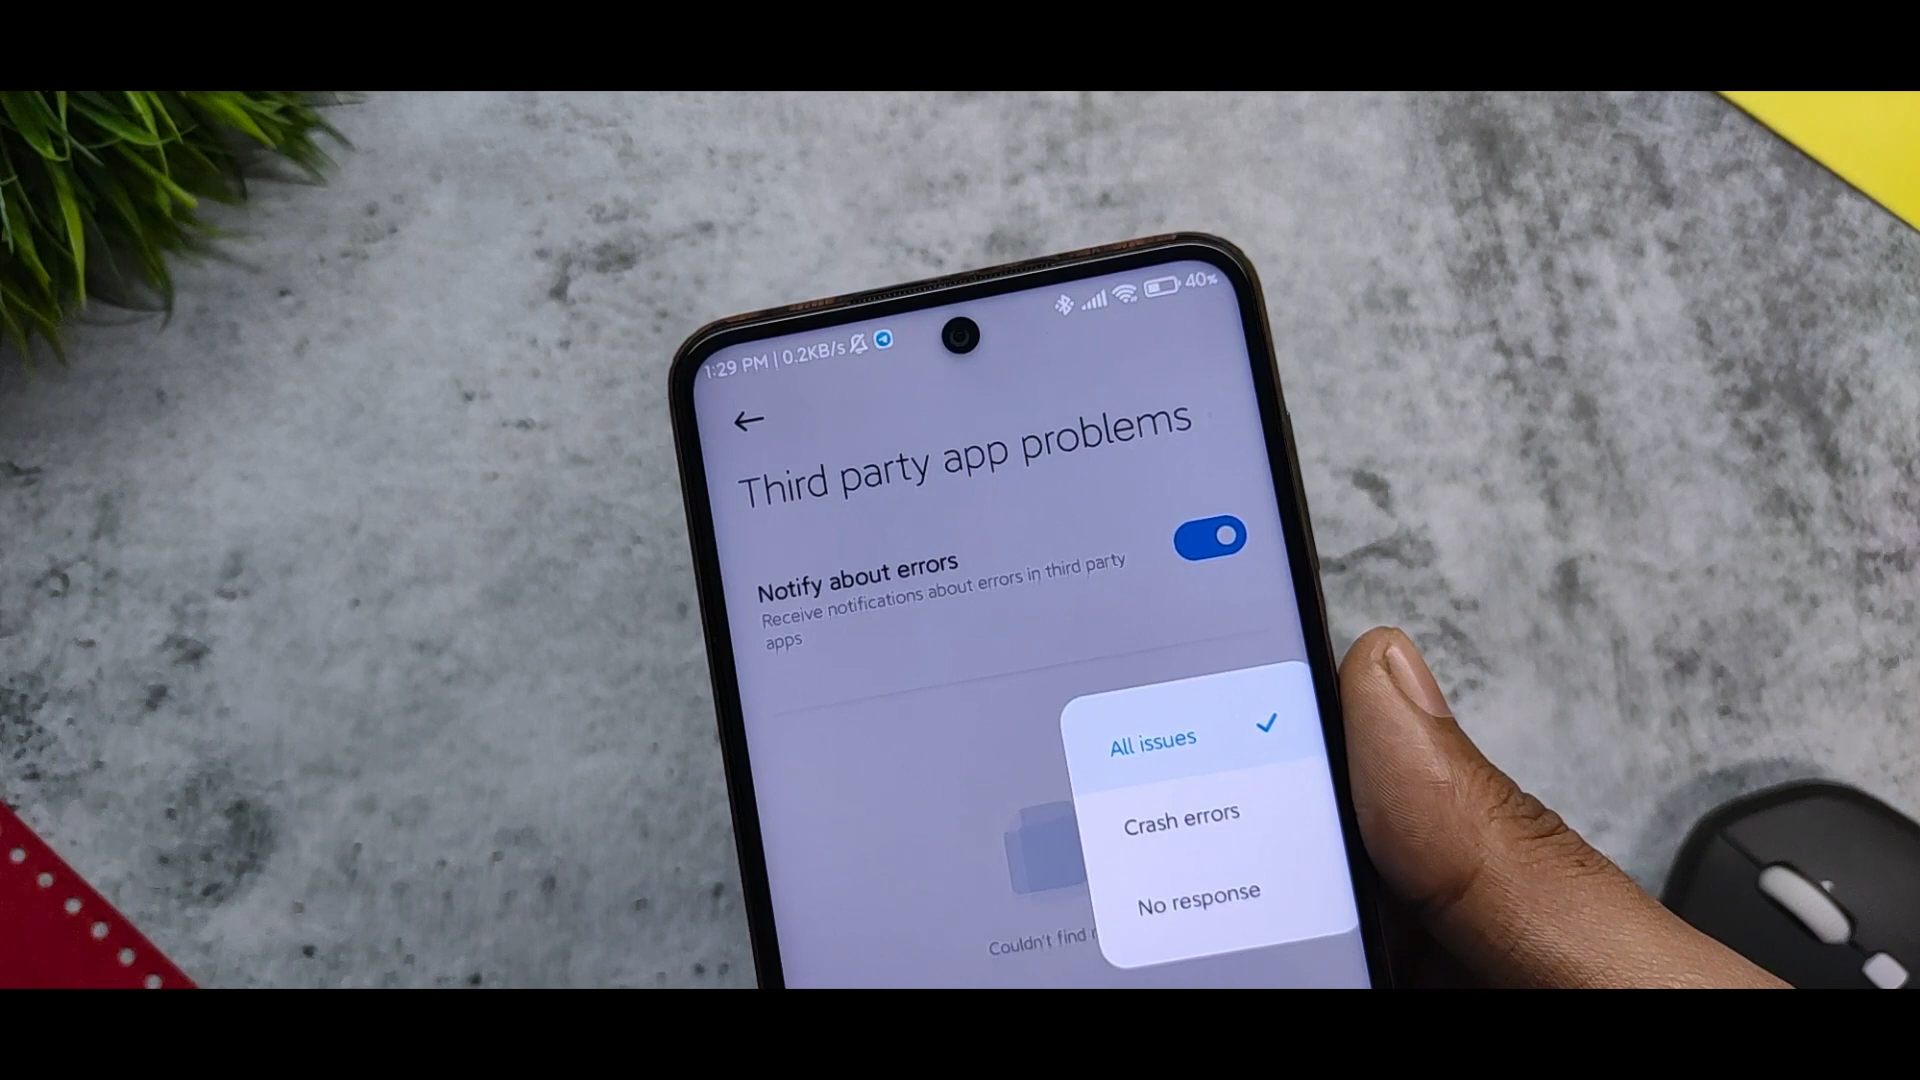 1:29 PM | 0.2KB/s
40%
Third party app problems
Notify about errors
Receive notifications about errors in third party
apps
All issues
Crash errors
No response
Couldn't find